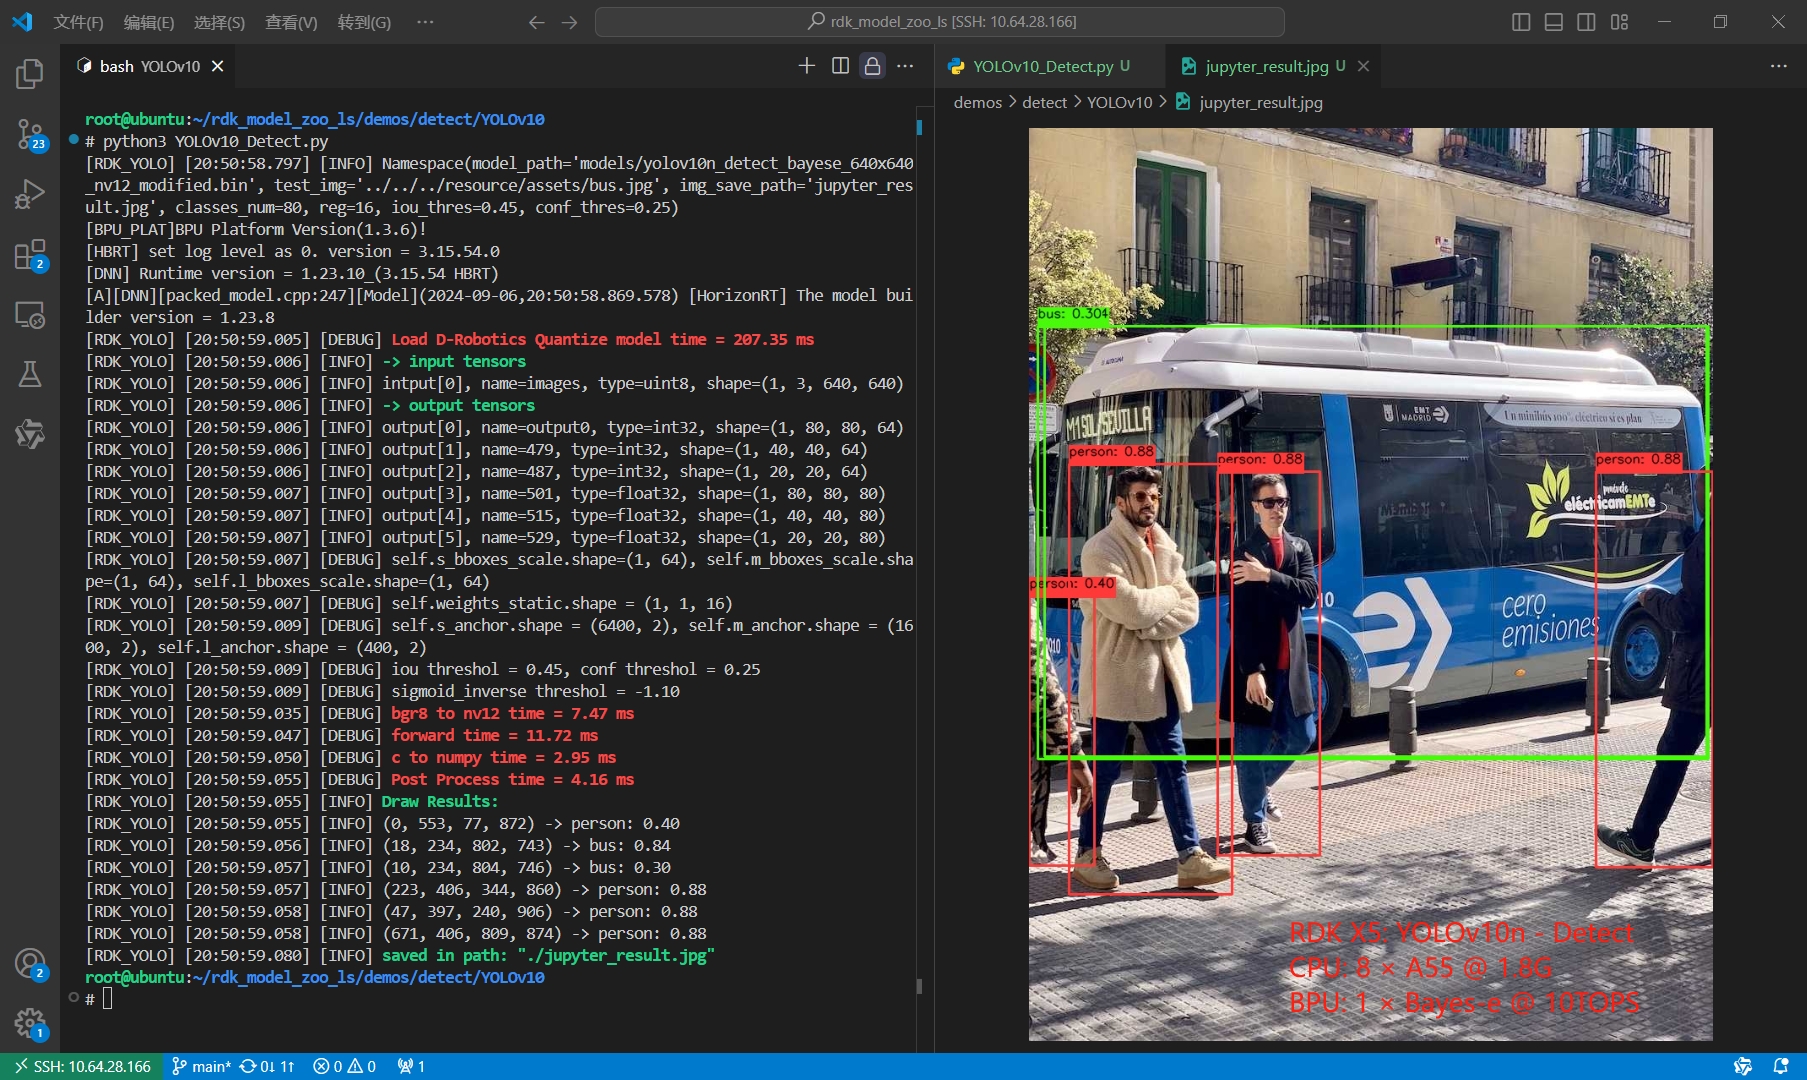 文件(F) 编辑(E) 选择(S) 查看(V) 转到(G) ···
rdk_model_zoo_ls [SSH: 10.64.28.166]
bash YOLOv10
YOLOv10_Detect.py U
jupyter_result.jpg U
demos > detect > YOLOv10 > jupyter_result.jpg
23
2
2
1
root@ubuntu:~/rdk_model_zoo_ls/demos/detect/YOLOv10
# python3 YOLOv10_Detect.py
[RDK_YOLO] [20:50:58.797] [INFO] Namespace(model_path='models/yolov10n_detect_bayese_640x640
_nv12_modified.bin', test_img='../../../resource/assets/bus.jpg', img_save_path='jupyter_res
ult.jpg', classes_num=80, reg=16, iou_thres=0.45, conf_thres=0.25)
[BPU_PLAT]BPU Platform Version(1.3.6)!
[HBRT] set log level as 0. version = 3.15.54.0
[DNN] Runtime version = 1.23.10_(3.15.54 HBRT)
[A][DNN][packed_model.cpp:247][Model](2024-09-06,20:50:58.869.578) [HorizonRT] The model bui
lder version = 1.23.8
[RDK_YOLO] [20:50:59.005] [DEBUG] Load D-Robotics Quantize model time = 207.35 ms
[RDK_YOLO] [20:50:59.006] [INFO] -> input tensors
[RDK_YOLO] [20:50:59.006] [INFO] intput[0], name=images, type=uint8, shape=(1, 3, 640, 640)
[RDK_YOLO] [20:50:59.006] [INFO] -> output tensors
[RDK_YOLO] [20:50:59.006] [INFO] output[0], name=output0, type=int32, shape=(1, 80, 80, 64)
[RDK_YOLO] [20:50:59.006] [INFO] output[1], name=479, type=int32, shape=(1, 40, 40, 64)
[RDK_YOLO] [20:50:59.006] [INFO] output[2], name=487, type=int32, shape=(1, 20, 20, 64)
[RDK_YOLO] [20:50:59.007] [INFO] output[3], name=501, type=float32, shape=(1, 80, 80, 80)
[RDK_YOLO] [20:50:59.007] [INFO] output[4], name=515, type=float32, shape=(1, 40, 40, 80)
[RDK_YOLO] [20:50:59.007] [INFO] output[5], name=529, type=float32, shape=(1, 20, 20, 80)
[RDK_YOLO] [20:50:59.007] [DEBUG] self.s_bboxes_scale.shape=(1, 64), self.m_bboxes_scale.sha
pe=(1, 64), self.l_bboxes_scale.shape=(1, 64)
[RDK_YOLO] [20:50:59.007] [DEBUG] self.weights_static.shape = (1, 1, 16)
[RDK_YOLO] [20:50:59.009] [DEBUG] self.s_anchor.shape = (6400, 2), self.m_anchor.shape = (16
00, 2), self.l_anchor.shape = (400, 2)
[RDK_YOLO] [20:50:59.009] [DEBUG] iou threshol = 0.45, conf threshol = 0.25
[RDK_YOLO] [20:50:59.009] [DEBUG] sigmoid_inverse threshol = -1.10
[RDK_YOLO] [20:50:59.035] [DEBUG] bgr8 to nv12 time = 7.47 ms
[RDK_YOLO] [20:50:59.047] [DEBUG] forward time = 11.72 ms
[RDK_YOLO] [20:50:59.050] [DEBUG] c to numpy time = 2.95 ms
[RDK_YOLO] [20:50:59.055] [DEBUG] Post Process time = 4.16 ms
[RDK_YOLO] [20:50:59.055] [INFO] Draw Results:
[RDK_YOLO] [20:50:59.055] [INFO] (0, 553, 77, 872) -> person: 0.40
[RDK_YOLO] [20:50:59.056] [INFO] (18, 234, 802, 743) -> bus: 0.84
[RDK_YOLO] [20:50:59.057] [INFO] (10, 234, 804, 746) -> bus: 0.30
[RDK_YOLO] [20:50:59.057] [INFO] (223, 406, 344, 860) -> person: 0.88
[RDK_YOLO] [20:50:59.058] [INFO] (47, 397, 240, 906) -> person: 0.88
[RDK_YOLO] [20:50:59.058] [INFO] (671, 406, 809, 874) -> person: 0.88
[RDK_YOLO] [20:50:59.080] [INFO] saved in path: "./jupyter_result.jpg"
root@ubuntu:~/rdk_model_zoo_ls/demos/detect/YOLOv10
#
bus: 0.304
EMT
MADRID
Un minibús 100% eléctrico si es plan
M1 SOL/SEVILLA
person: 0.88
person: 0.88
person: 0.88
eléctricamEMTe
person: 0.40
cero
emisiones
RDK X5: YOLOv10n - Detect
CPU: 8 × A55 @ 1.8G
BPU: 1 × Bayes-e @ 10TOPS
SSH: 10.64.28.166 main* 0↓ 1↑ 0 0 1